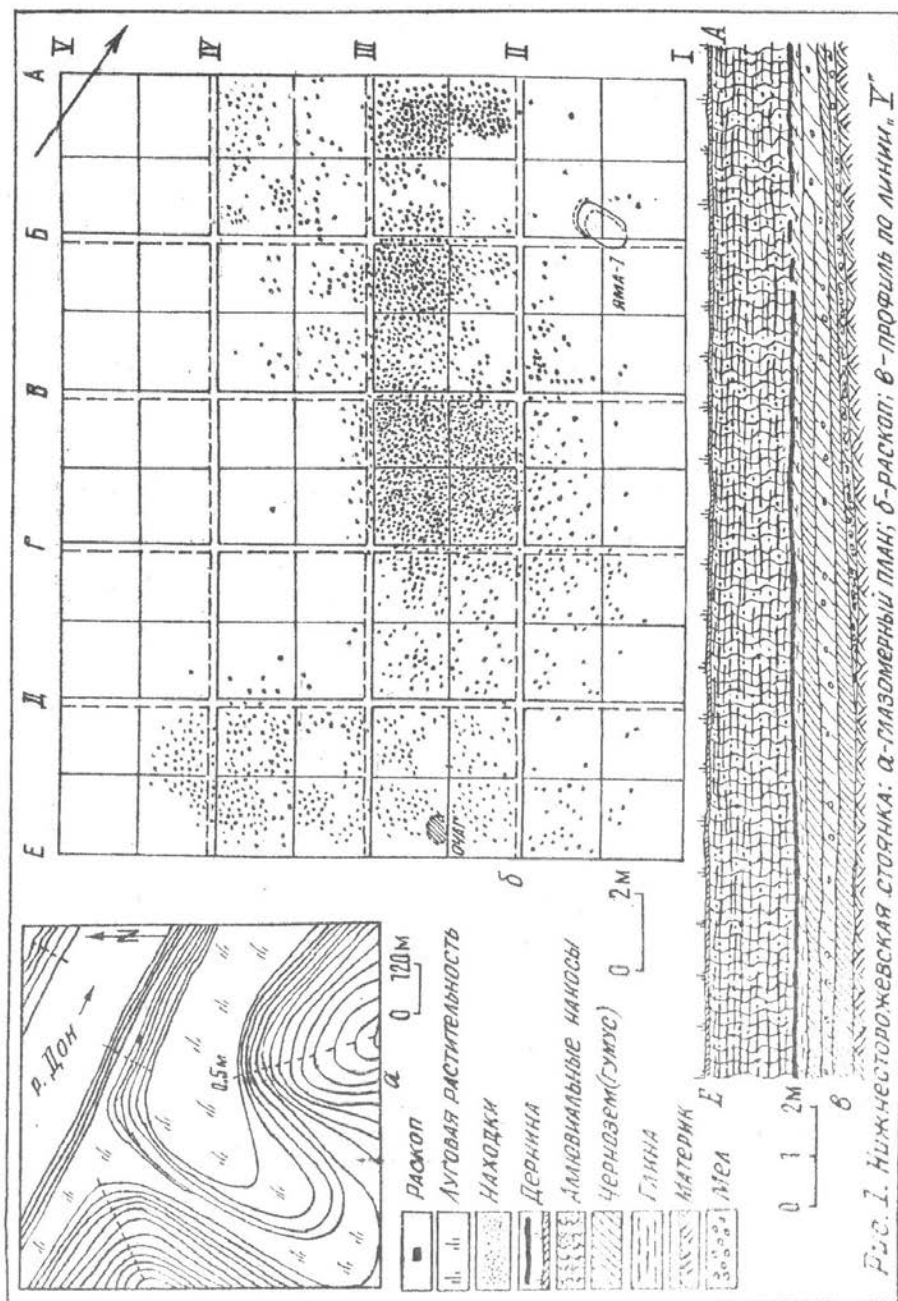 р. Дон
N
0.5м
а
0 120м
Раскоп
Луговая растительность
Находки
Дернина
Аллювиальные наносы
Чернозем(гумус)
Глина
Материк
Мел
Е Д Г В Б А
V
IV
III
II
I
очаг
яма-I
б
0 2м
Е А
0 1 2м
в
Рис. 1. Нижнесторожевская стоянка: а-глазомерный план; б-раскоп; в-профиль по линии „V"